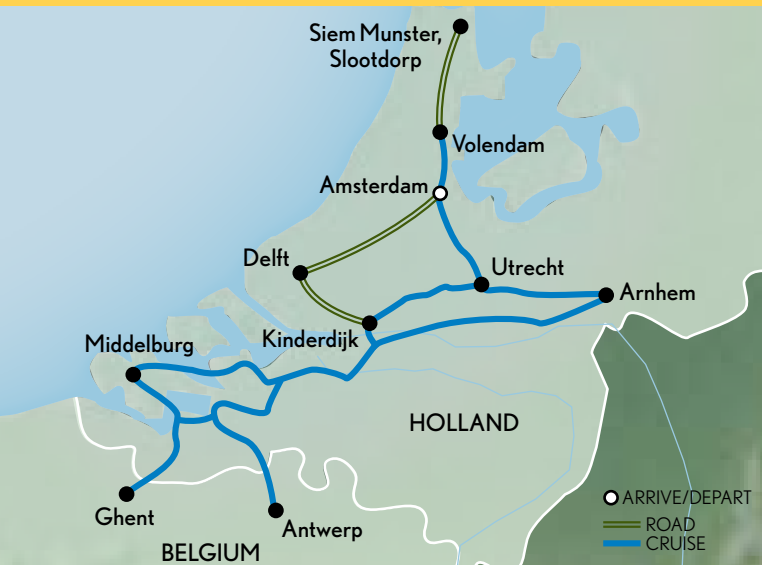 Siem Munster,
Slootdorp
Volendam
Amsterdam
Delft
Utrecht
Arnhem
Kinderdijk
Middelburg
HOLLAND
Ghent
Antwerp
BELGIUM
ARRIVE/DEPART
ROAD
CRUISE